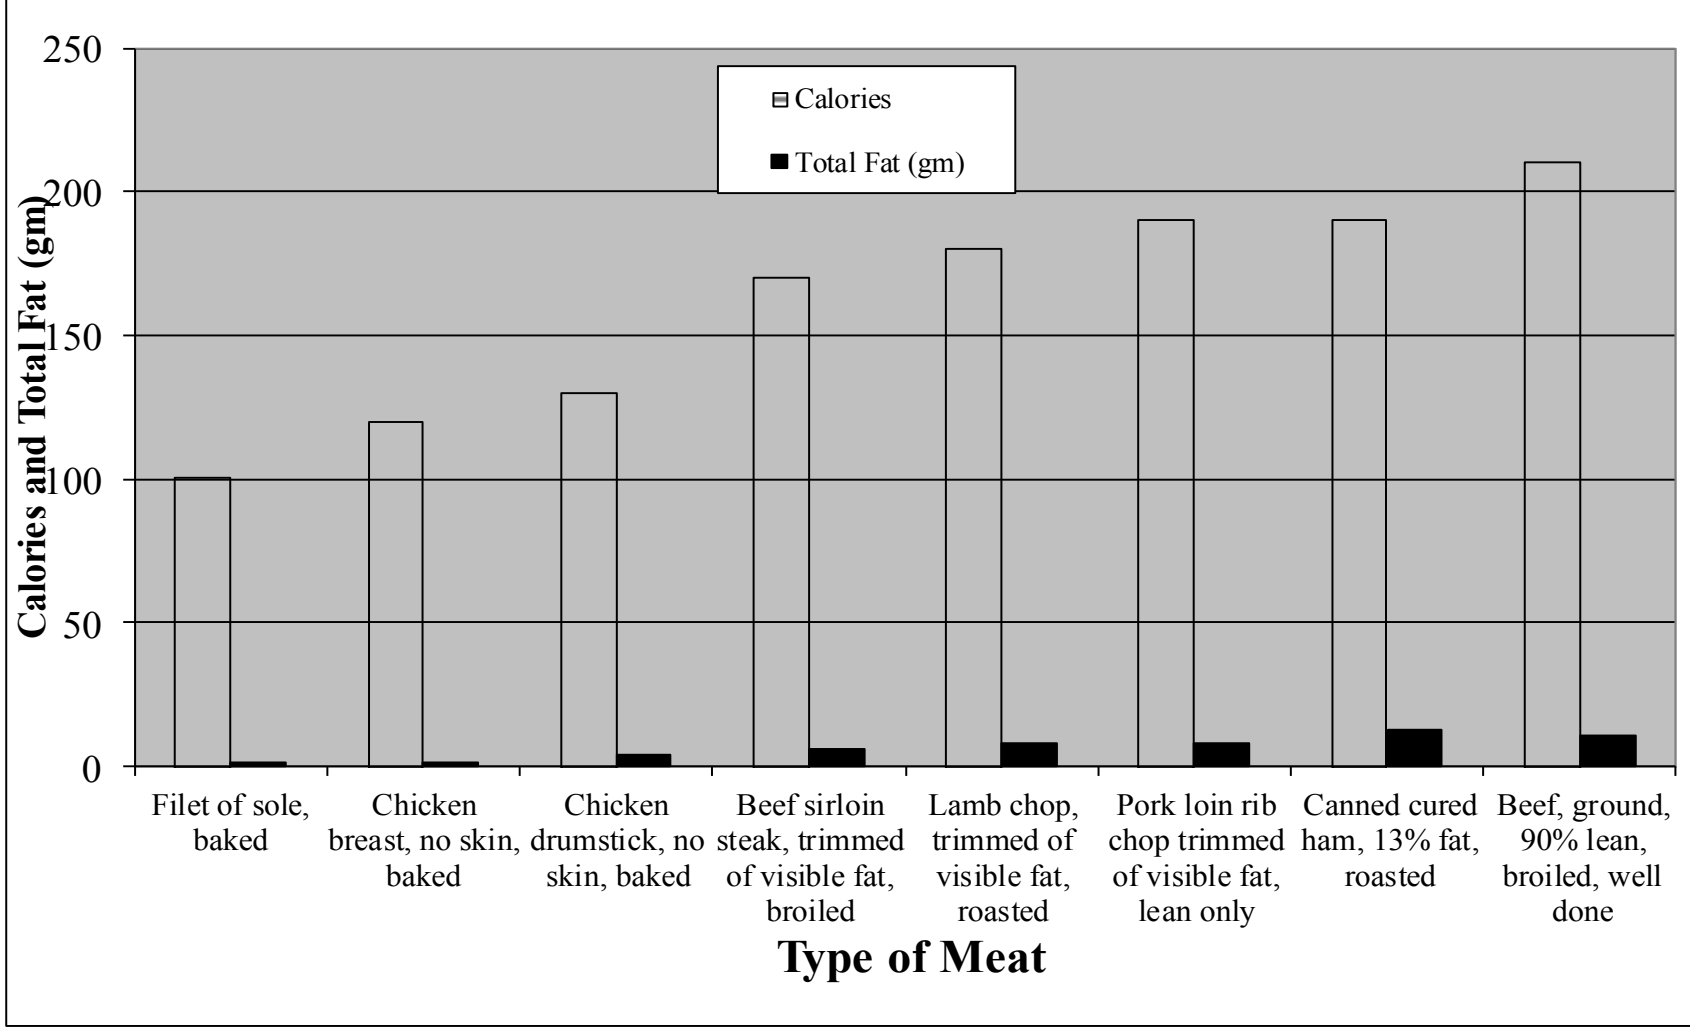 250
200
150
100
50
0
Calories and Total Fat (gm)
Calories
Total Fat (gm)
Filet of sole,
baked
Chicken
breast, no skin,
baked
Chicken
drumstick, no
skin, baked
Beef sirloin
steak, trimmed
of visible fat,
broiled
Lamb chop,
trimmed of
visible fat,
roasted
Pork loin rib
chop trimmed
of visible fat,
lean only
Canned cured
ham, 13% fat,
roasted
Beef, ground,
90% lean,
broiled, well
done
Type of Meat